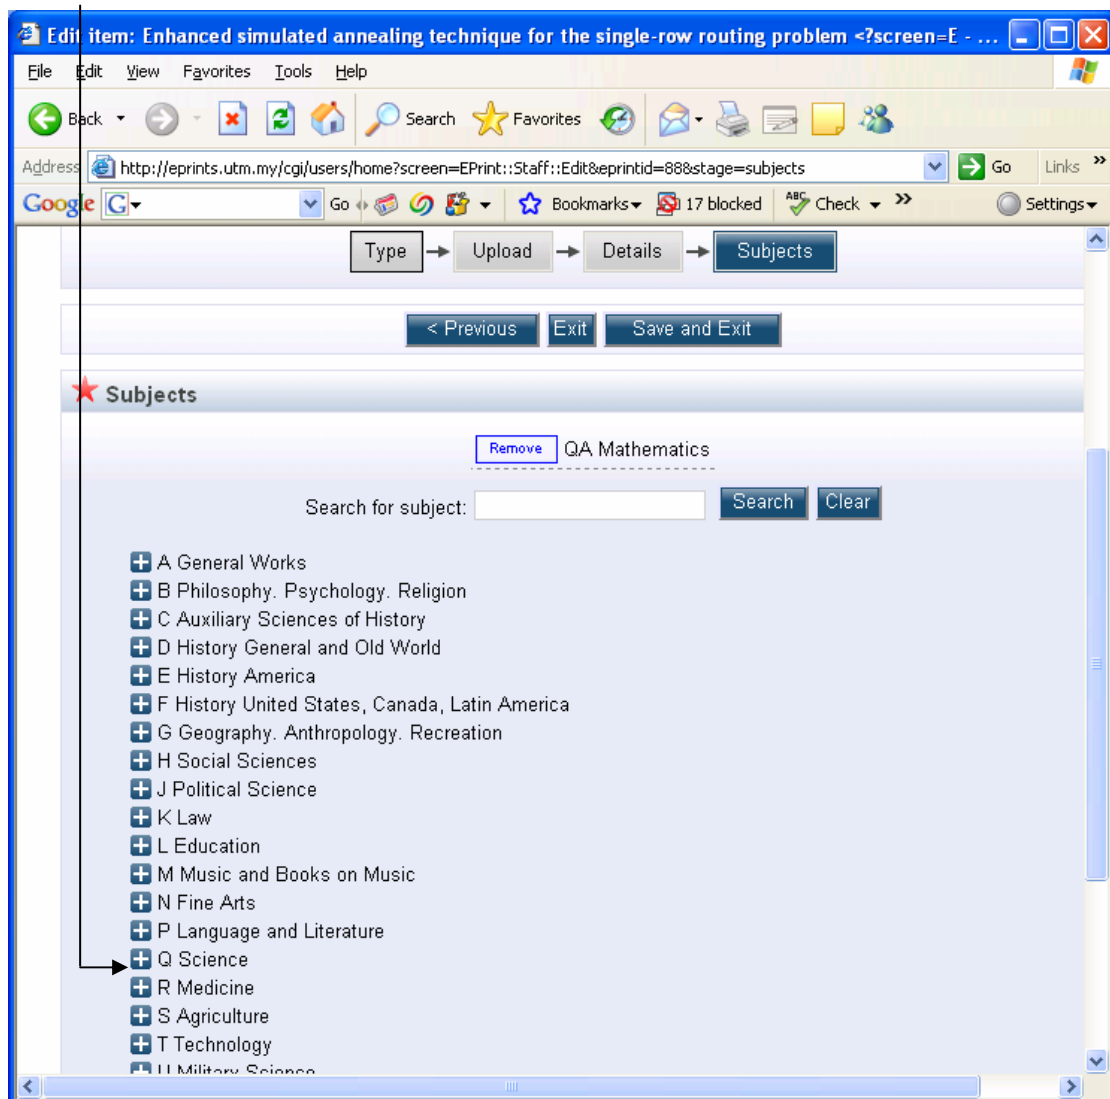 Edit item: Enhanced simulated annealing technique for the single-row routing problem <?screen=E - ...
File Edit View Favorites Tools Help
Back Search Favorites
Address http://eprints.utm.my/cgi/users/home?screen=EPrint::Staff::Edit&eprintid=88&stage=subjects Go Links »
Google G Go Bookmarks 17 blocked ABC Check » Settings
Type Upload Details Subjects
< Previous Exit Save and Exit
Subjects
Remove QA Mathematics
Search for subject: Search Clear
A General Works
B Philosophy. Psychology. Religion
C Auxiliary Sciences of History
D History General and Old World
E History America
F History United States, Canada, Latin America
G Geography. Anthropology. Recreation
H Social Sciences
J Political Science
K Law
L Education
M Music and Books on Music
N Fine Arts
P Language and Literature
Q Science
R Medicine
S Agriculture
T Technology
U Military Science